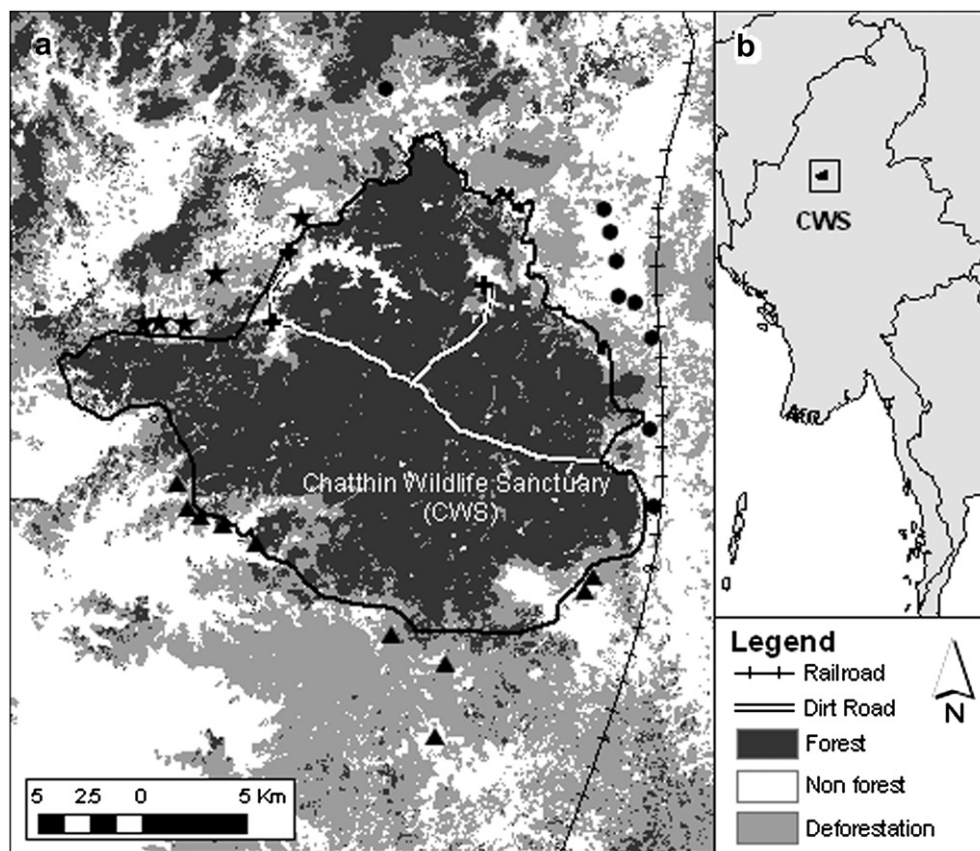 a
b
CWS
Chatthin Wildlife Sanctuary
(CWS)
5 2.5 0 5 Km
Legend
Railroad
Dirt Road
Forest
Non forest
Deforestation
N